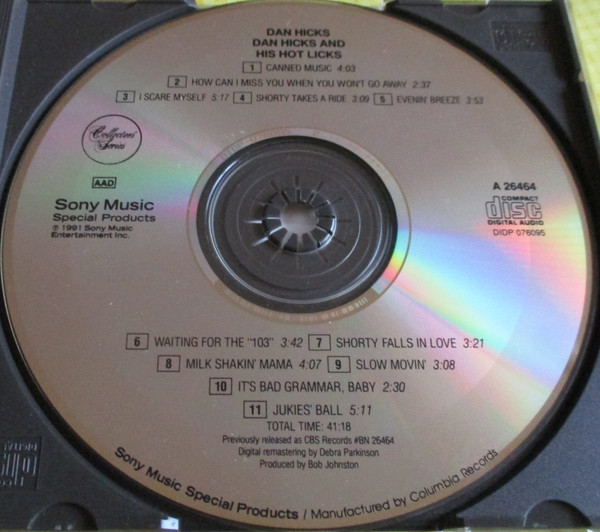 DAN HICKS
DAN HICKS AND
HIS HOT LICKS
1 CANNED MUSIC 4:03
2 HOW CAN I MISS YOU WHEN YOU WON'T GO AWAY 2:37
3 I SCARE MYSELF 5:17 4 SHORTY TAKES A RIDE 3:09 5 EVENIN' BREEZE 3:53
Collectors'
Series
AAD
Sony Music
Special Products
℗ 1991 Sony Music
Entertainment Inc.
A 26464
COMPACT
disc
DIGITAL AUDIO
DIDP 076095
6 WAITING FOR THE "103" 3:42 7 SHORTY FALLS IN LOVE 3:21
8 MILK SHAKIN' MAMA 4:07 9 SLOW MOVIN' 3:08
10 IT'S BAD GRAMMAR, BABY 2:30
11 JUKIES' BALL 5:11
TOTAL TIME: 41:18
Previously released as CBS Records #BN 26464
Digital remastering by Debra Parkinson
Produced by Bob Johnston
Sony Music Special Products / Manufactured by Columbia Records